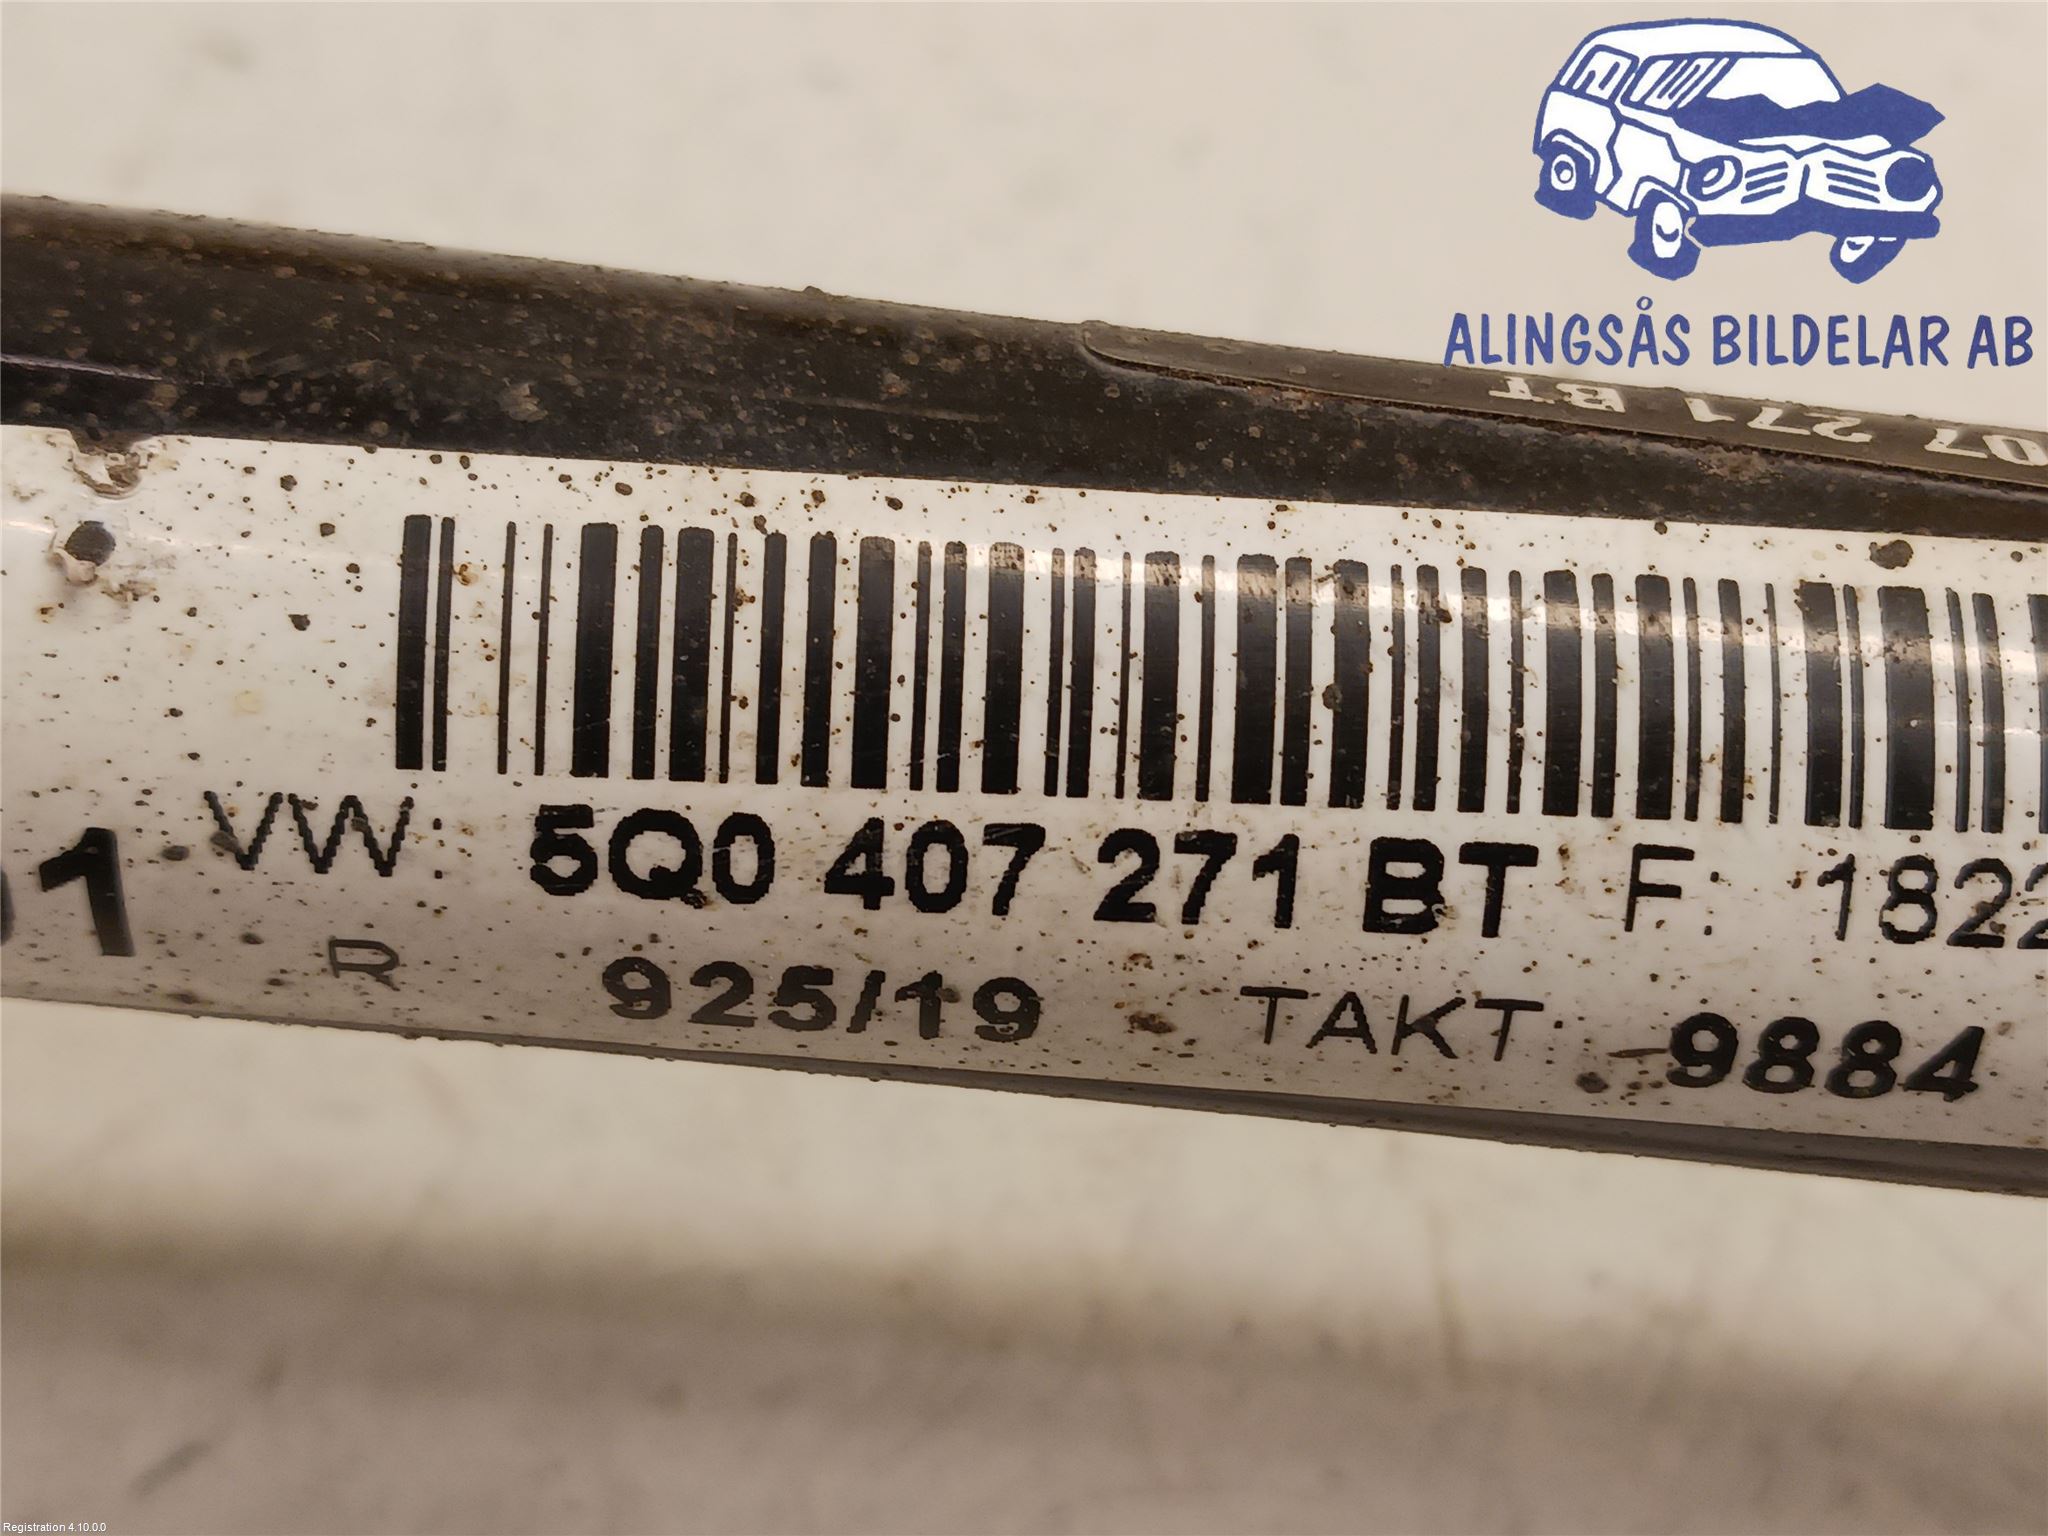 ALINGSÅS BILDELAR AB
07 271 BT
VW: 5Q0 407 271 BT F: 1822
01 R 925/19 TAKT: 9884
Registration 4.10.0.0